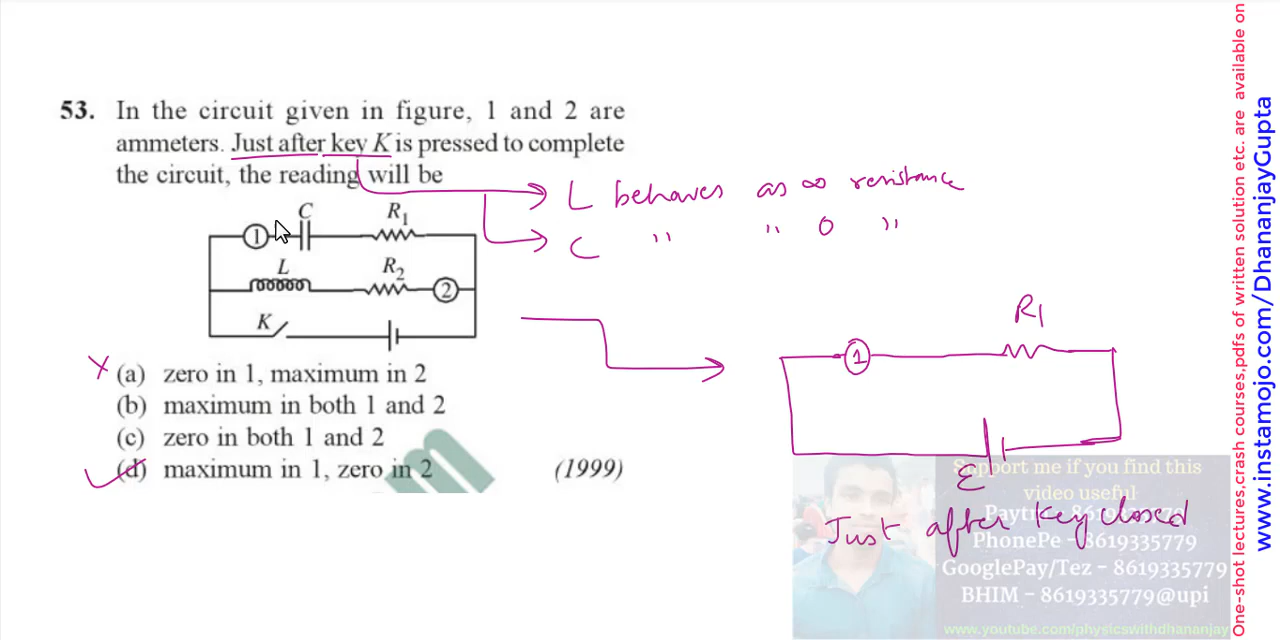 53. In the circuit given in figure, 1 and 2 are
ammeters. Just after key K is pressed to complete
the circuit, the reading will be
L behaves as ∞ resistance
C " " 0 "
C
R₁
1
L
R₂
2
K
(a) zero in 1, maximum in 2
(b) maximum in both 1 and 2
(c) zero in both 1 and 2
(d) maximum in 1, zero in 2 (1999)
R₁
1
ε
Just after key closed
Support me if you find this
video useful
Paytm - 8619335779
PhonePe - 8619335779
GooglePay/Tez - 8619335779
BHIM - 8619335779@upi
www.youtube.com/physicswithdhananjay
One-shot lectures,crash courses,pdfs of written solution etc. are available on
www.instamojo.com/DhananjayGupta